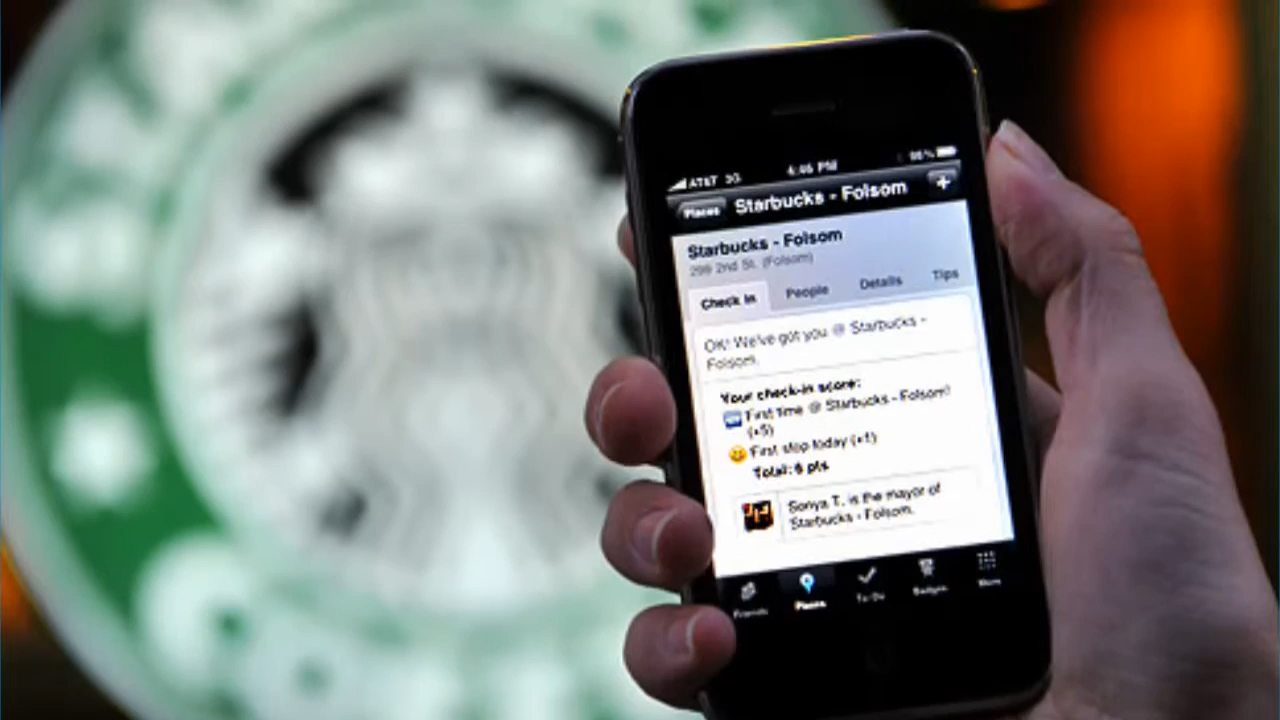 AT&T 3G 4:46 PM 96%
Places Starbucks - Folsom +
Starbucks - Folsom
299 2nd St. (Folsom)
Check In People Details Tips
OK! We've got you @ Starbucks -
Folsom.
Your check-in score:
First time @ Starbucks - Folsom!
(+5)
First stop today (+1)
Total: 6 pts
Sonya T. is the mayor of
Starbucks - Folsom.
Friends Places To-Do Badges More